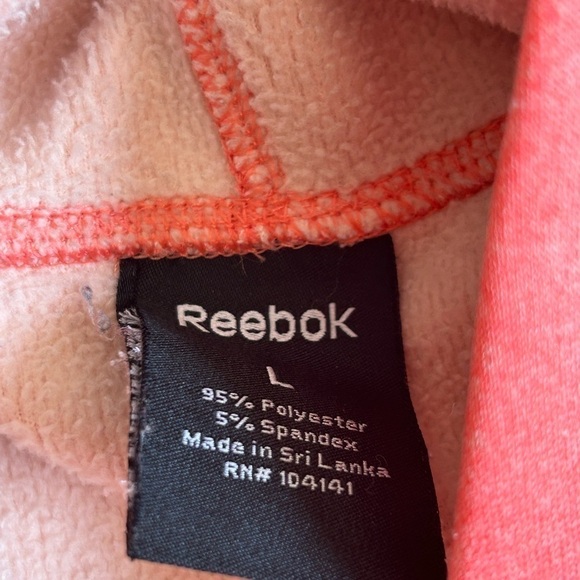 Reebok
L
95% Polyester
5% Spandex
Made in Sri Lanka
RN# 104141